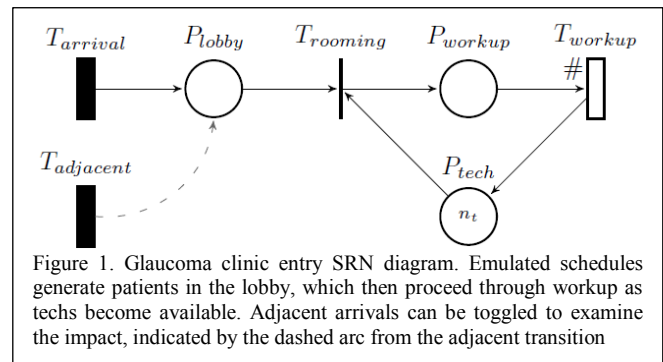 T_arrival P_lobby T_rooming P_workup T_workup
#
T_adjacent
P_tech
n_t
Figure 1. Glaucoma clinic entry SRN diagram. Emulated schedules
generate patients in the lobby, which then proceed through workup as
techs become available. Adjacent arrivals can be toggled to examine
the impact, indicated by the dashed arc from the adjacent transition